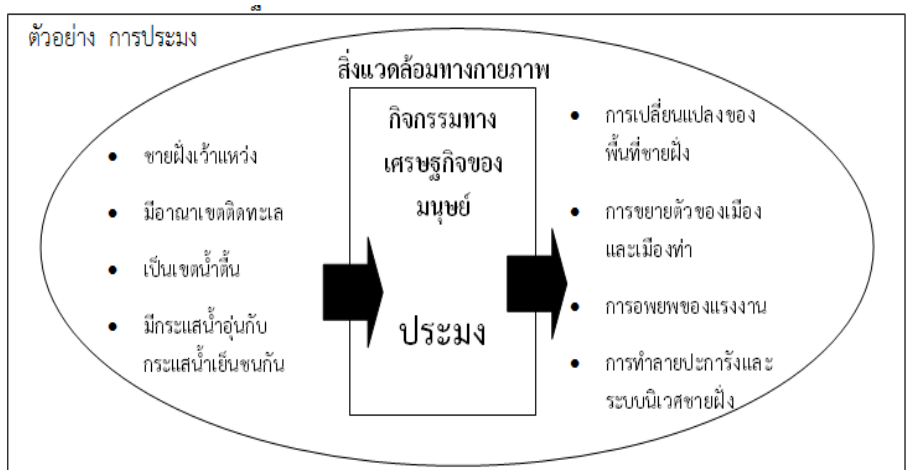 ตัวอย่าง การประมง
สิ่งแวดล้อมทางกายภาพ
• ชายฝั่งเว้าแหว่ง
• มีอาณาเขตติดทะเล
• เป็นเขตน้ำตื้น
• มีกระแสน้ำอุ่นกับ
กระแสน้ำเย็นชนกัน
กิจกรรมทาง
เศรษฐกิจของ
มนุษย์
ประมง
• การเปลี่ยนแปลงของ
พื้นที่ชายฝั่ง
• การขยายตัวของเมือง
และเมืองท่า
• การอพยพของแรงงาน
• การทำลายปะการังและ
ระบบนิเวศชายฝั่ง